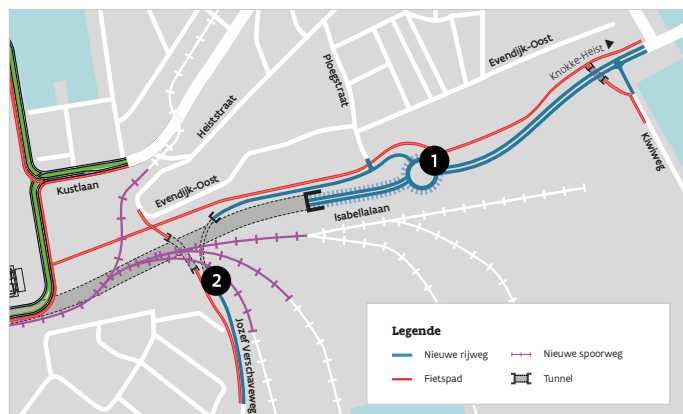 Evendijk-Oost
Knokke-Heist
Ploegstraat
Heiststraat
1
Kiwiweg
Kustlaan
Evendijk-Oost
Isabellalaan
2
Jozef Verschaveweg
Legende
Nieuwe rijweg
Nieuwe spoorweg
Fietspad
Tunnel